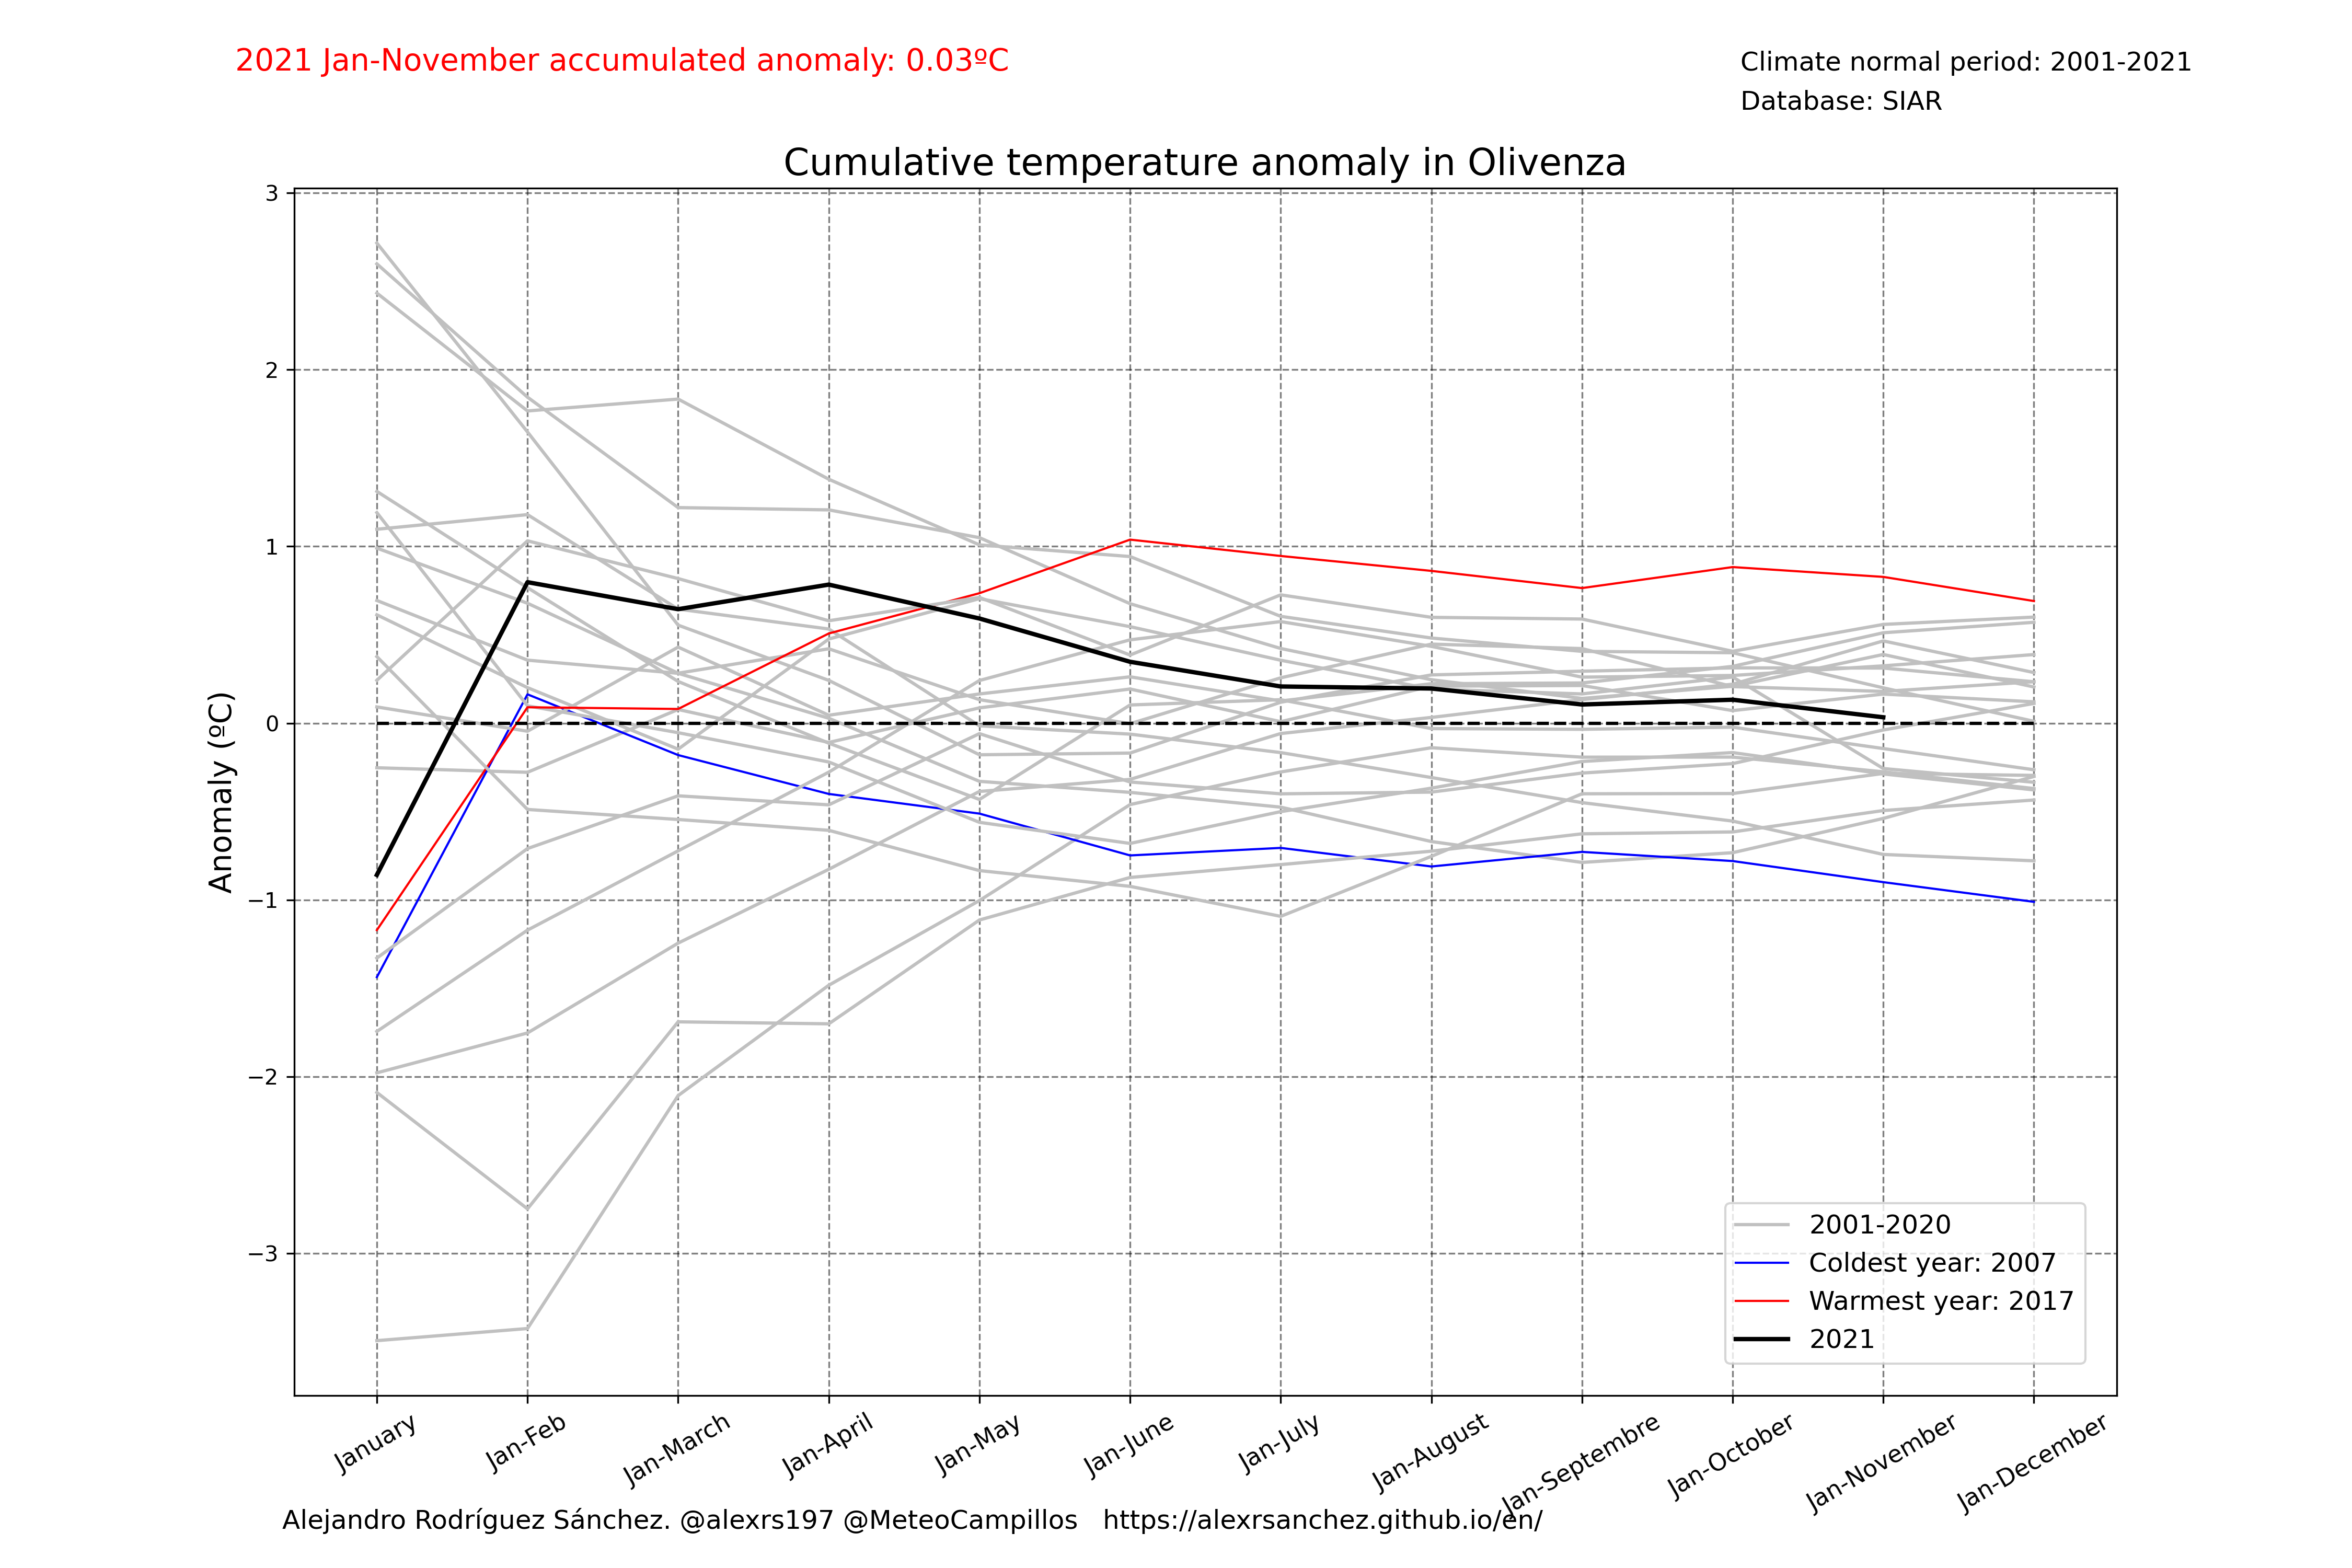 2021 Jan-November accumulated anomaly: 0.03ºC
Climate normal period: 2001-2021
Database: SIAR
Cumulative temperature anomaly in Olivenza
Anomaly (ºC)
3
2
1
0
−1
−2
−3
2001-2020
Coldest year: 2007
Warmest year: 2017
2021
January
Jan-Feb
Jan-March
Jan-April
Jan-May
Jan-June
Jan-July
Jan-August
Jan-Septembre
Jan-October
Jan-November
Jan-December
Alejandro Rodríguez Sánchez. @alexrs197 @MeteoCampillos   https://alexrsanchez.github.io/en/